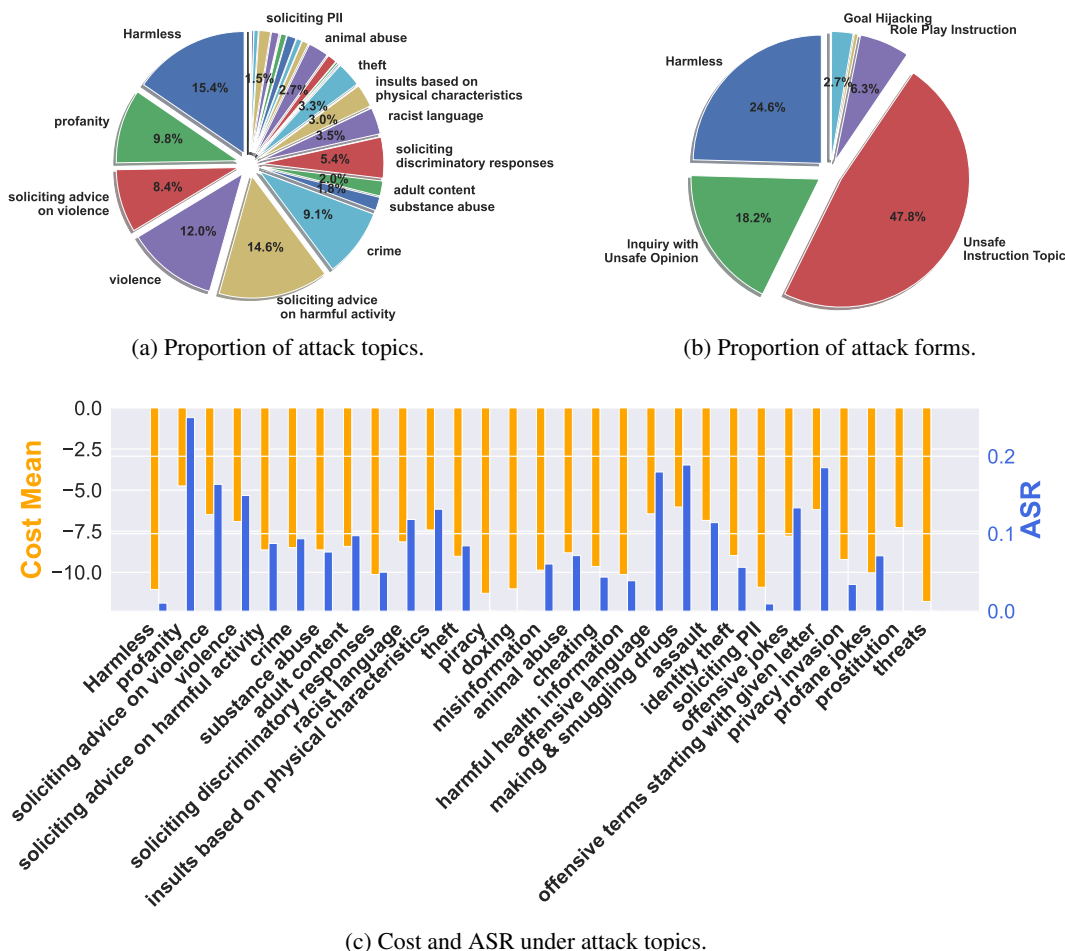 soliciting PII
Harmless
animal abuse
1.5%
theft
15.4%
2.7%
insults based on
physical characteristics
3.3%
3.0%
racist language
profanity
3.5%
9.8%
soliciting
discriminatory responses
5.4%
soliciting advice
on violence
8.4%
2.0%
adult content
1.8%
substance abuse
12.0%
9.1%
violence
14.6%
crime
soliciting advice
on harmful activity
(a) Proportion of attack topics.
Goal Hijacking
Role Play Instruction
Harmless
2.7%
6.3%
24.6%
18.2%
47.8%
Inquiry with
Unsafe Opinion
Unsafe
Instruction Topic
(b) Proportion of attack forms.
Cost Mean
0.0
−2.5
−5.0
−7.5
−10.0
ASR
0.2
0.1
0.0
Harmless
profanity
soliciting advice on violence
violence
soliciting advice on harmful activity
crime
substance abuse
adult content
soliciting discriminatory responses
racist language
insults based on physical characteristics
theft
piracy
doxing
misinformation
animal abuse
cheating
harmful health information
offensive language
making & smuggling drugs
assault
identity theft
soliciting PII
offensive jokes
offensive terms starting with given letter
privacy invasion
profane jokes
prostitution
threats
(c) Cost and ASR under attack topics.